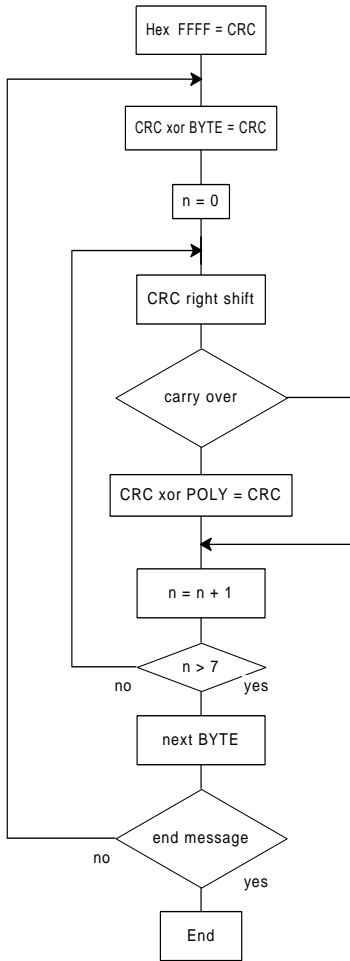 Hex FFFF = CRC
CRC xor BYTE = CRC
n = 0
CRC right shift
carry over
CRC xor POLY = CRC
n = n + 1
n > 7
no
yes
next BYTE
end message
no
yes
End